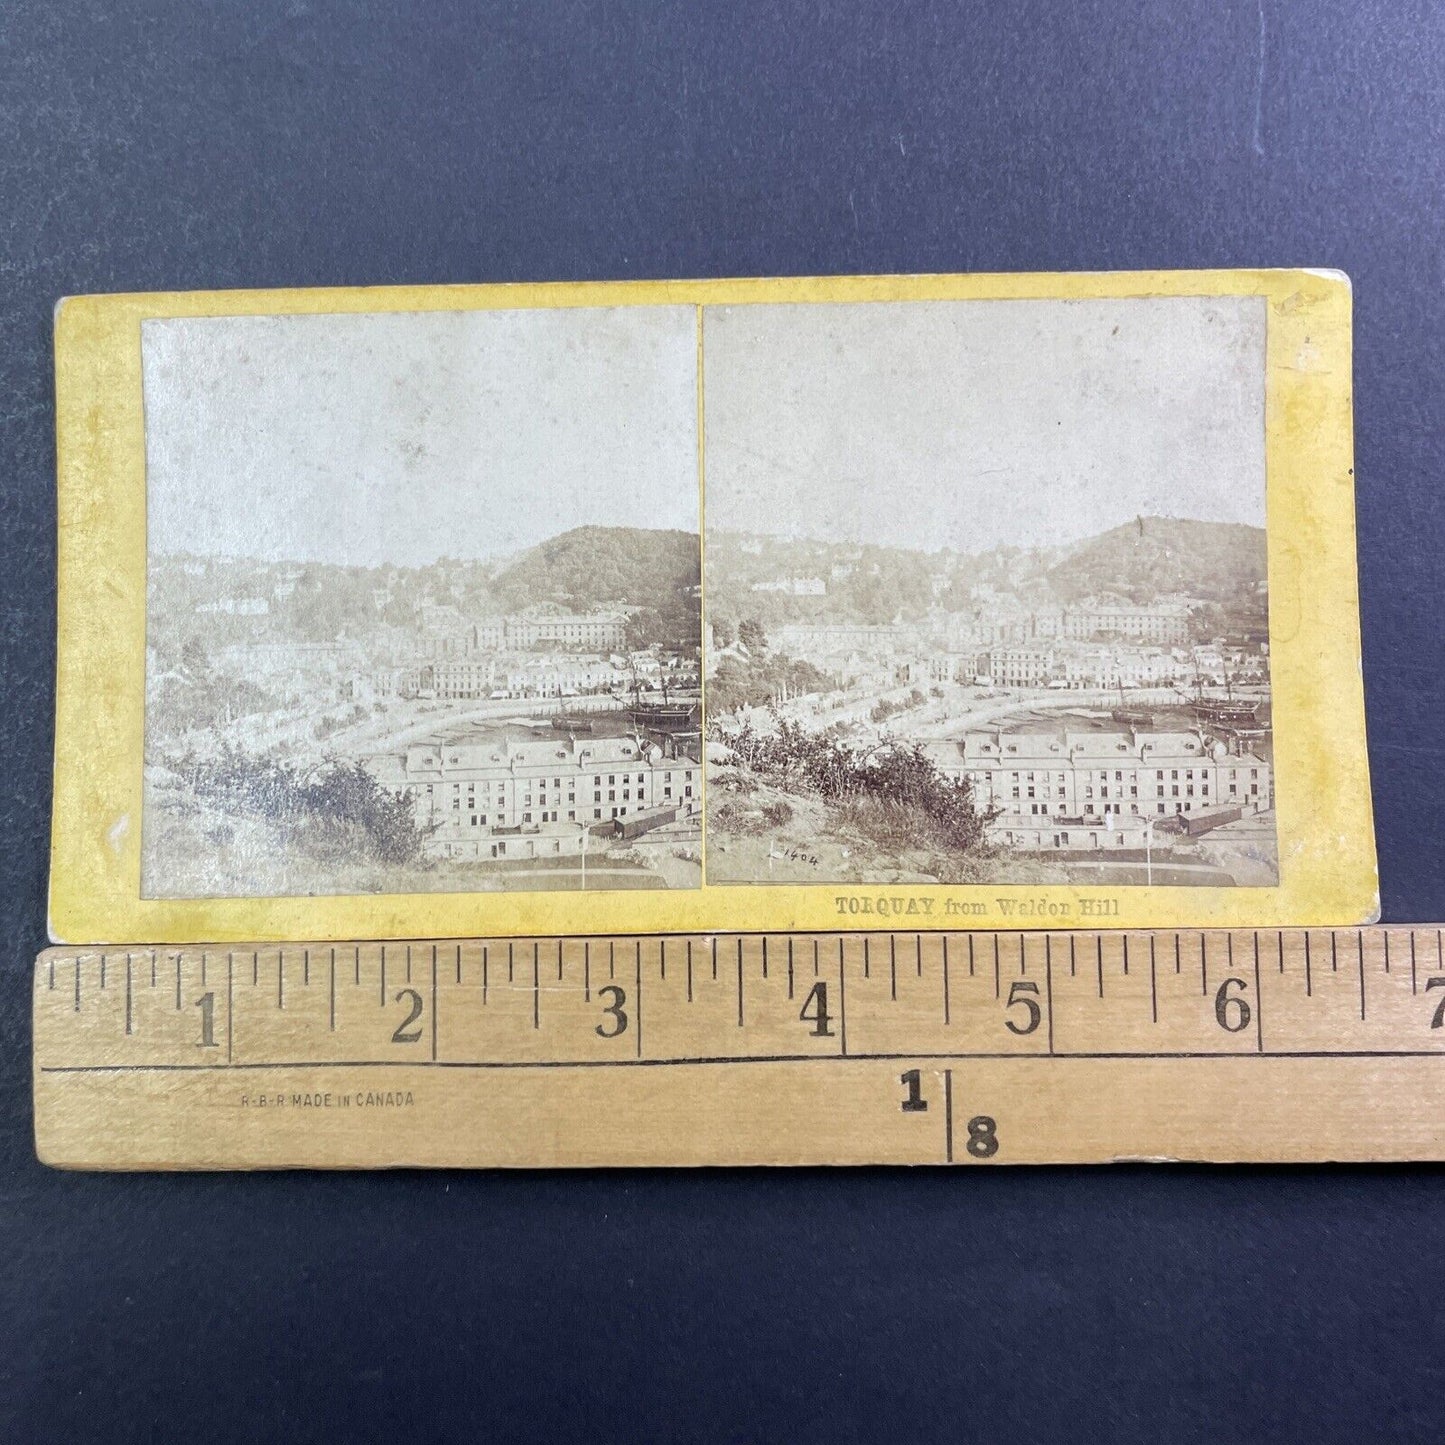 1404
TORQUAY from Waldon Hill
1 2 3 4 5 6 7
R-B-R MADE IN CANADA
1
8